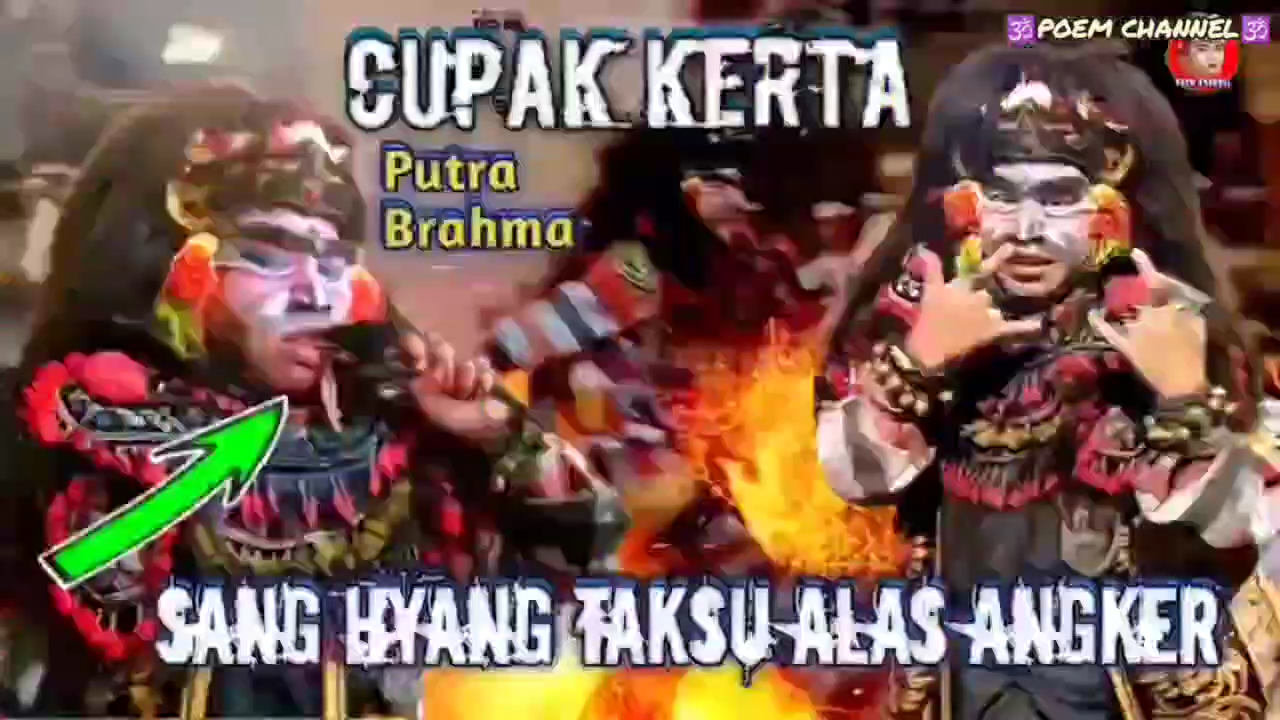 🕉POEM CHANNEL🕉
CUPAK KERTA
Putra
Brahma
SANG HYANG TAKSU ALAS ANGKER